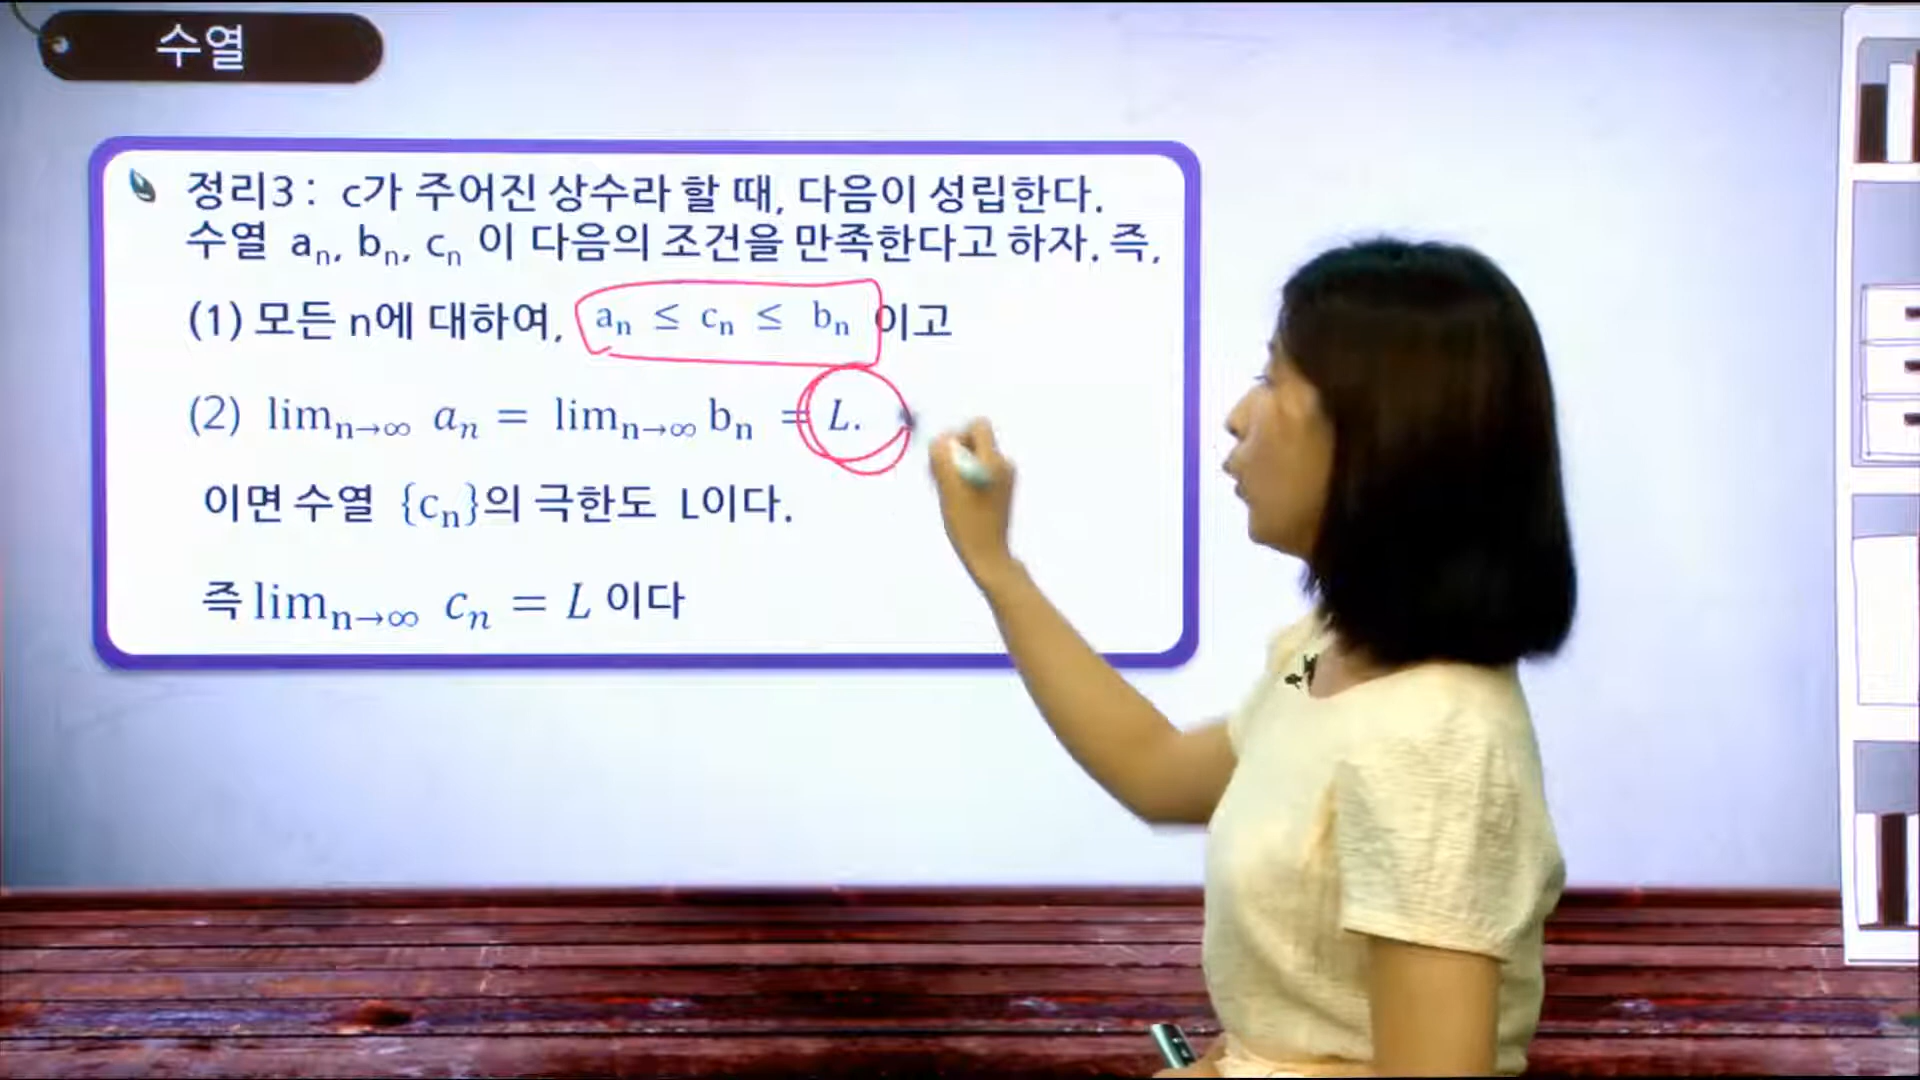 수열
정리3 : c가 주어진 상수라 할 때, 다음이 성립한다.
수열 aₙ, bₙ, cₙ 이 다음의 조건을 만족한다고 하자. 즉,
(1) 모든 n에 대하여, aₙ ≤ cₙ ≤ bₙ 이고
(2) limₙ→∞ aₙ = limₙ→∞ bₙ = L.
이면 수열 {cₙ}의 극한도 L이다.
즉 limₙ→∞ cₙ = L 이다